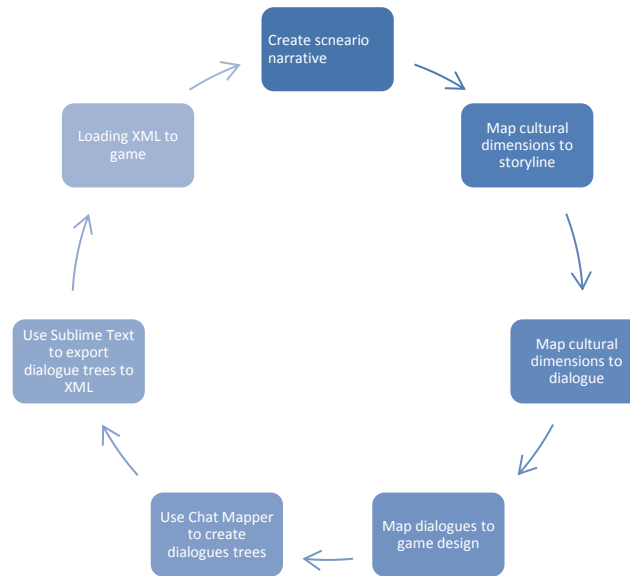 Create scneario
narrative
Map cultural
dimensions to
storyline
Map cultural
dimensions to
dialogue
Map dialogues to
game design
Use Chat Mapper
to create
dialogues trees
Use Sublime Text
to export
dialogue trees to
XML
Loading XML to
game